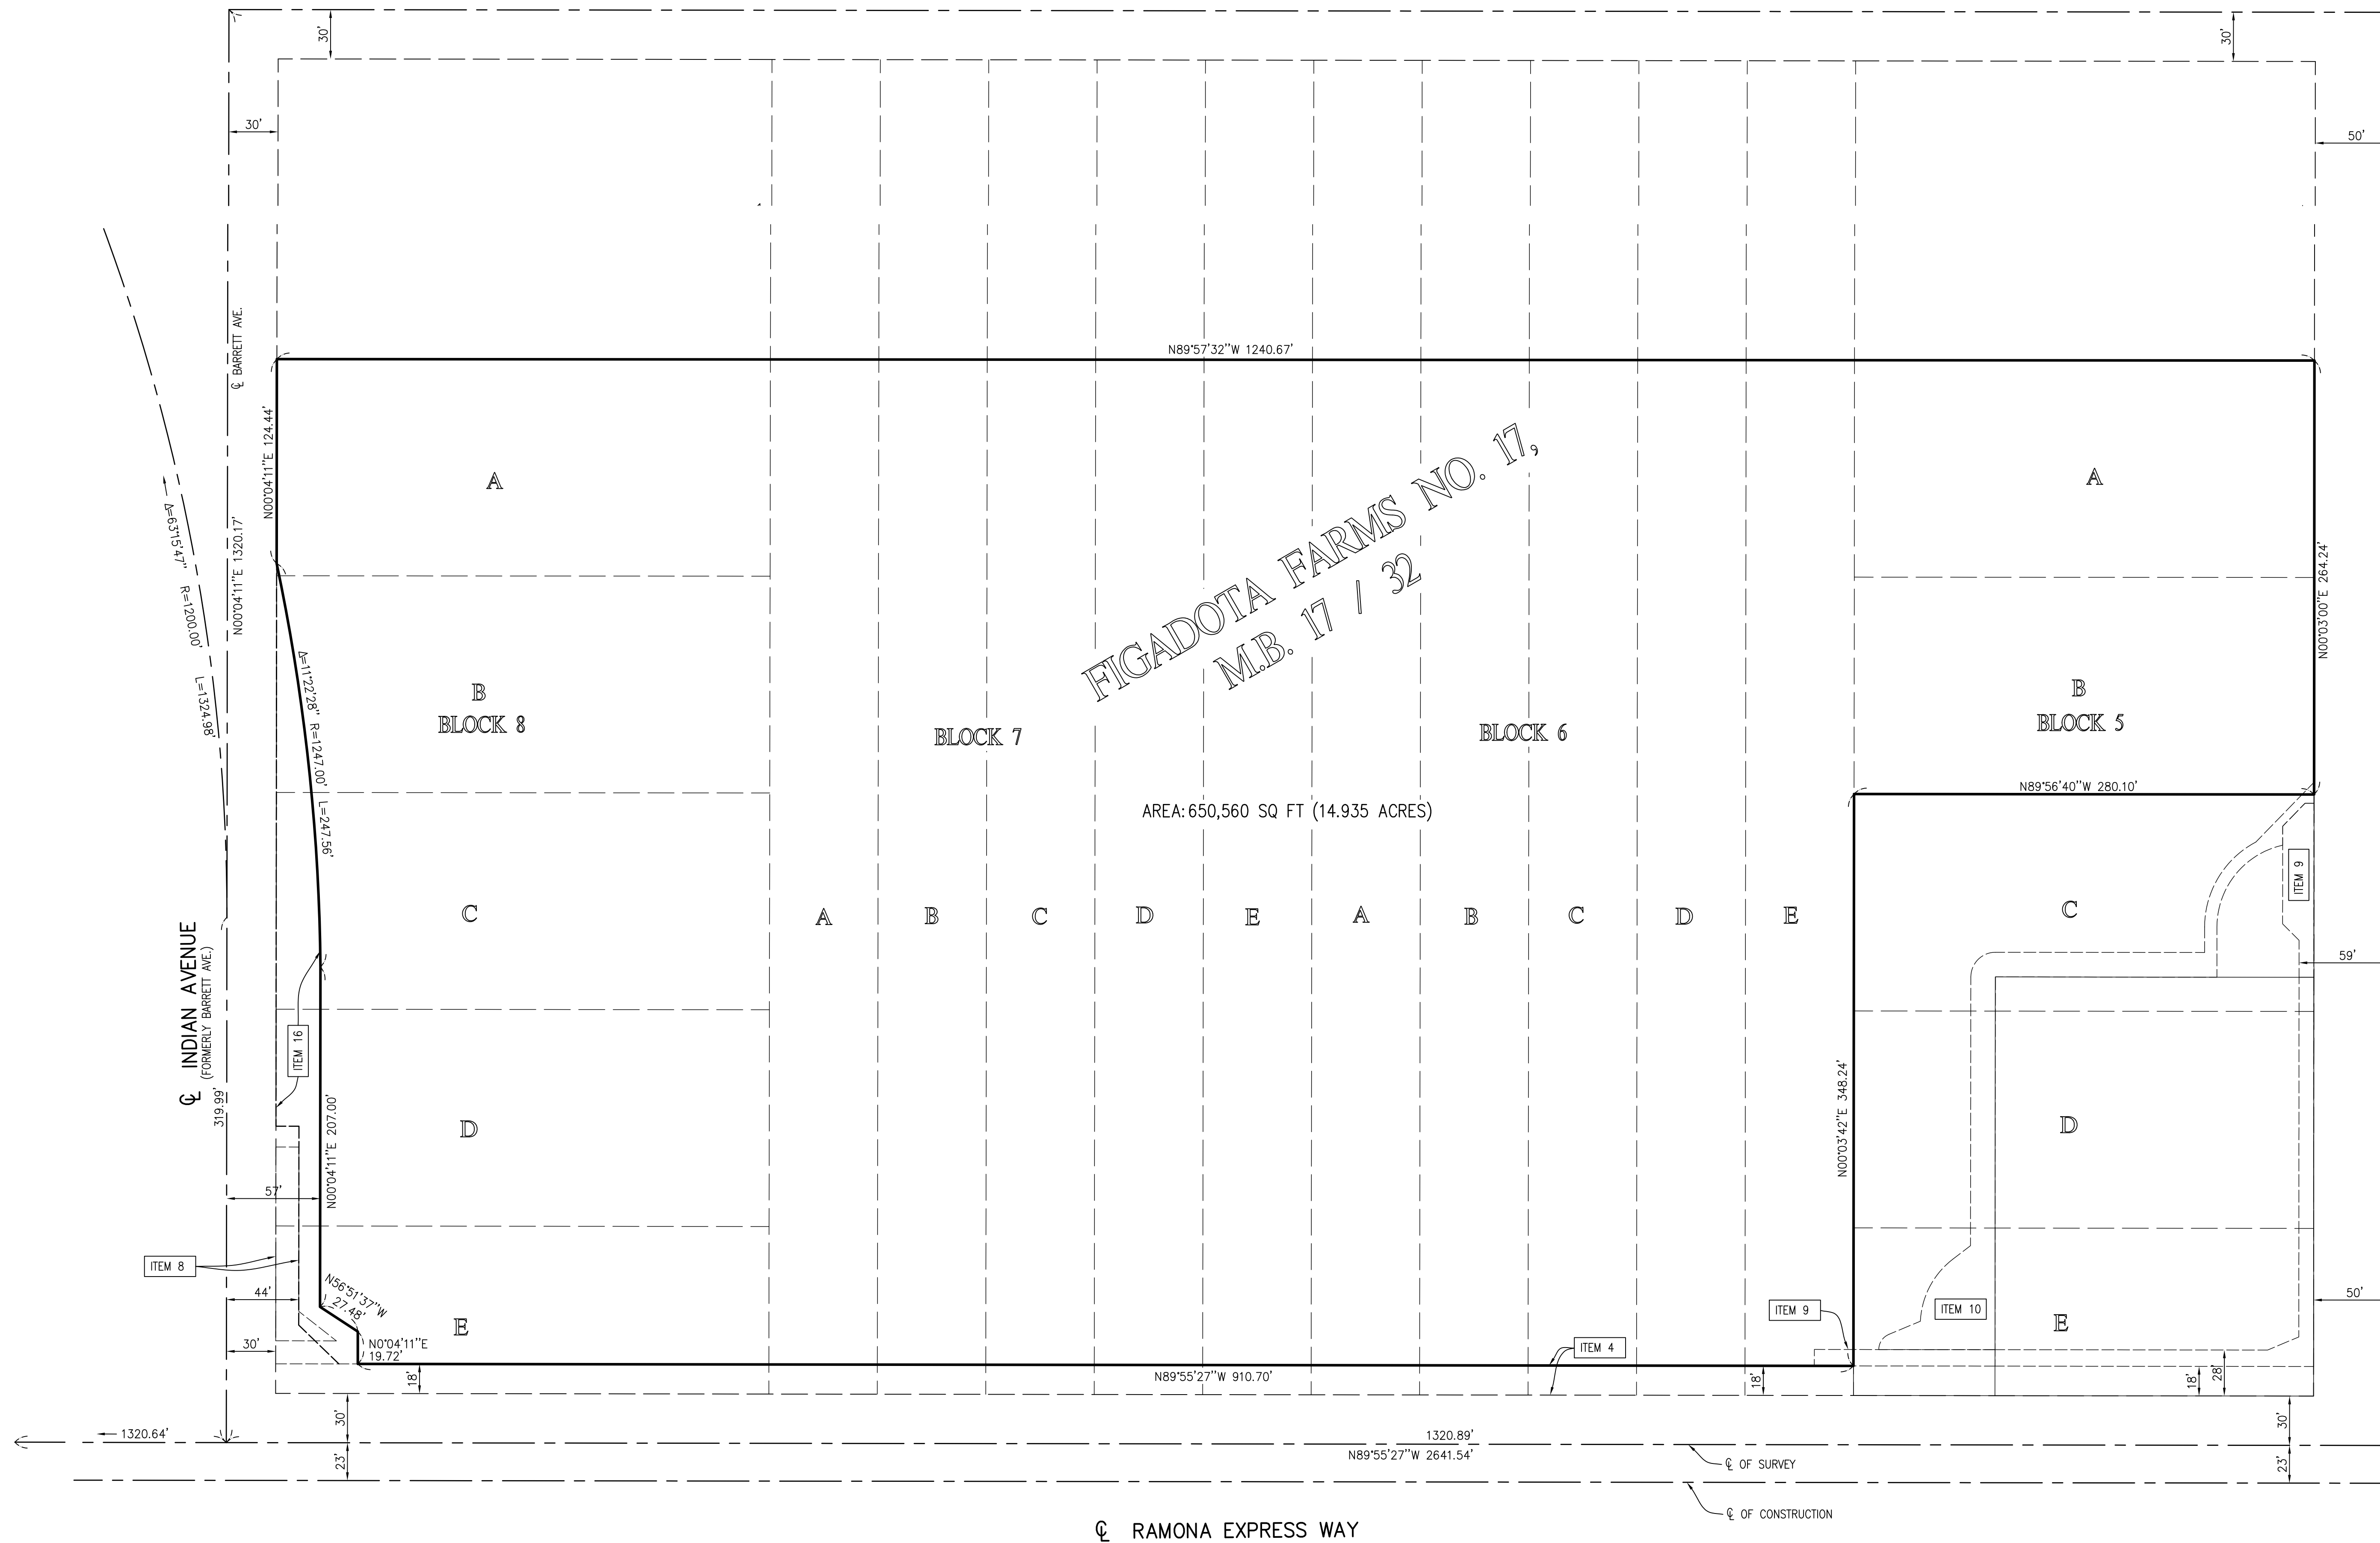 30'
30'
30'
50'
℄ BARRETT AVE.
N89°57'32"W 1240.67'
N00°04'11"E 124.44'
N00°04'11"E 1320.17'
Δ=63°15'47" R=1200.00' L=1324.98'
A
A
FIGADOTA FARMS NO. 17,
M.B. 17 / 32
N00°03'00"E 264.24'
Δ=11°22'28" R=1247.00' L=247.56'
B
BLOCK 8
BLOCK 7
BLOCK 6
B
BLOCK 5
N89°56'40"W 280.10'
AREA: 650,560 SQ FT (14.935 ACRES)
ITEM 9
C
A
B
C
D
E
A
B
C
D
E
C
59'
℄ INDIAN AVENUE
(FORMERLY BARRETT AVE.)
ITEM 16
319.99'
N00°04'11"E 207.00'
D
N00°03'42"E 348.24'
D
57'
ITEM 8
44'
N56°51'37"W
27.48'
E
ITEM 9
ITEM 10
E
50'
30'
N0°04'11"E
19.72'
ITEM 4
18'
N89°55'27"W 910.70'
18'
18'
28'
30'
30'
1320.64'
1320.89'
N89°55'27"W 2641.54'
23'
℄ OF SURVEY
23'
℄ OF CONSTRUCTION
℄ RAMONA EXPRESS WAY